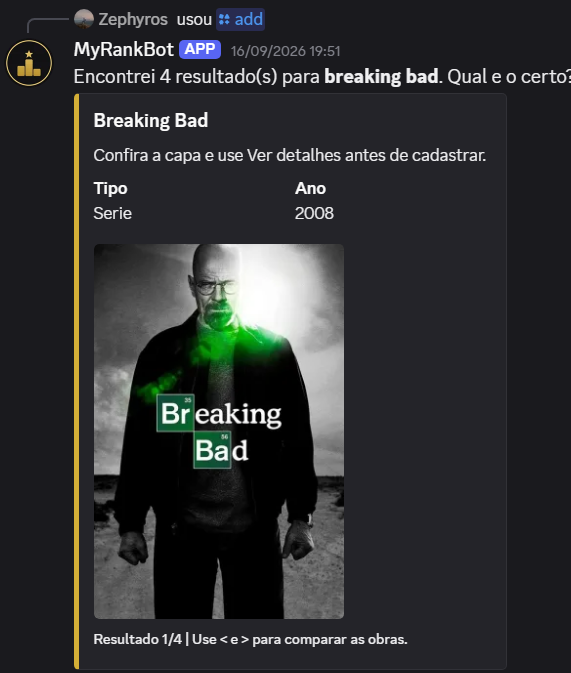 Zephyros usou add
MyRankBot APP 16/09/2026 19:51
Encontrei 4 resultado(s) para breaking bad. Qual e o certo?
Breaking Bad
Confira a capa e use Ver detalhes antes de cadastrar.
Tipo Ano
Serie 2008
35
Breaking
56
Bad
Resultado 1/4 | Use < e > para comparar as obras.